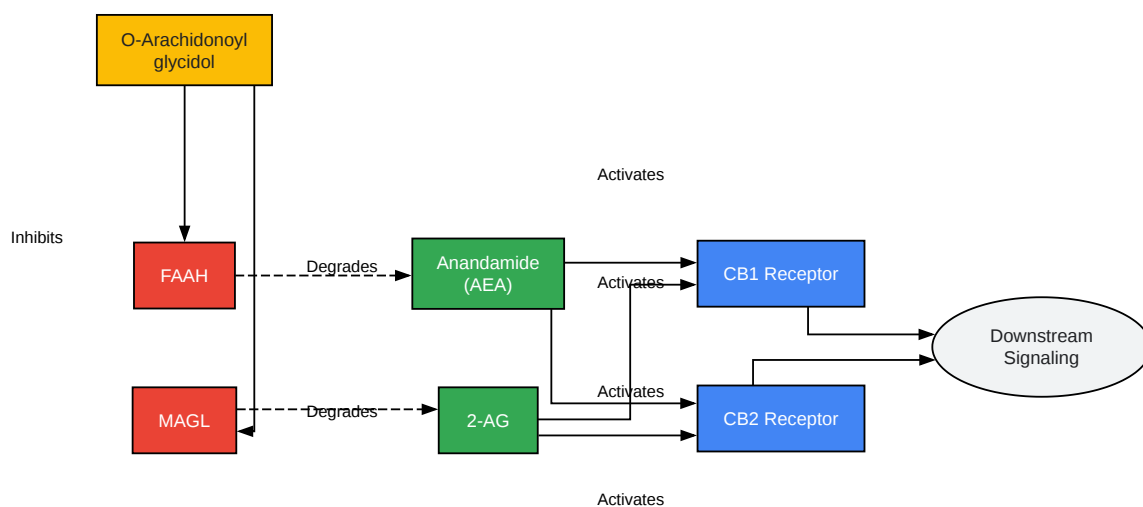 O-Arachidonoyl
glycidol
Activates
Inhibits
FAAH
Degrades
Anandamide
(AEA)
Activates
CB1 Receptor
Downstream
Signaling
MAGL
Degrades
2-AG
Activates
CB2 Receptor
Activates